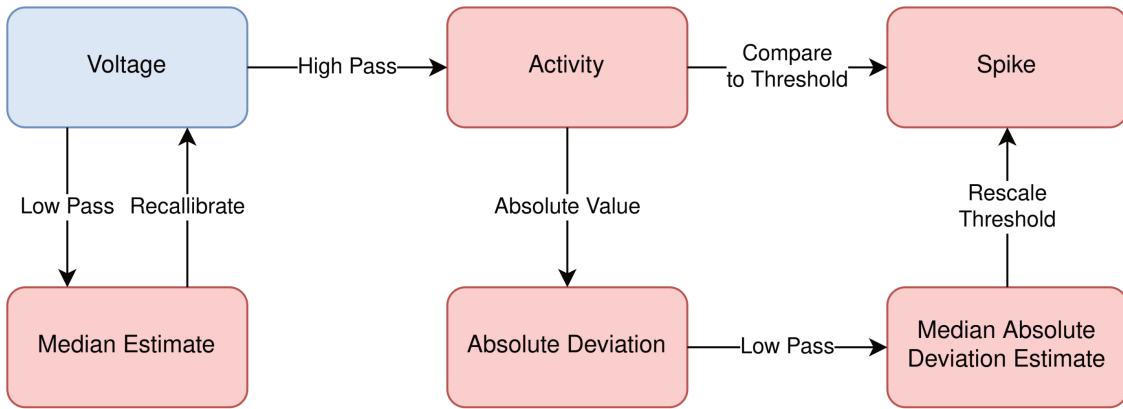 Voltage
High Pass
Activity
Compare
to Threshold
Spike
Low Pass
Recallibrate
Absolute Value
Rescale
Threshold
Median Estimate
Absolute Deviation
Low Pass
Median Absolute
Deviation Estimate